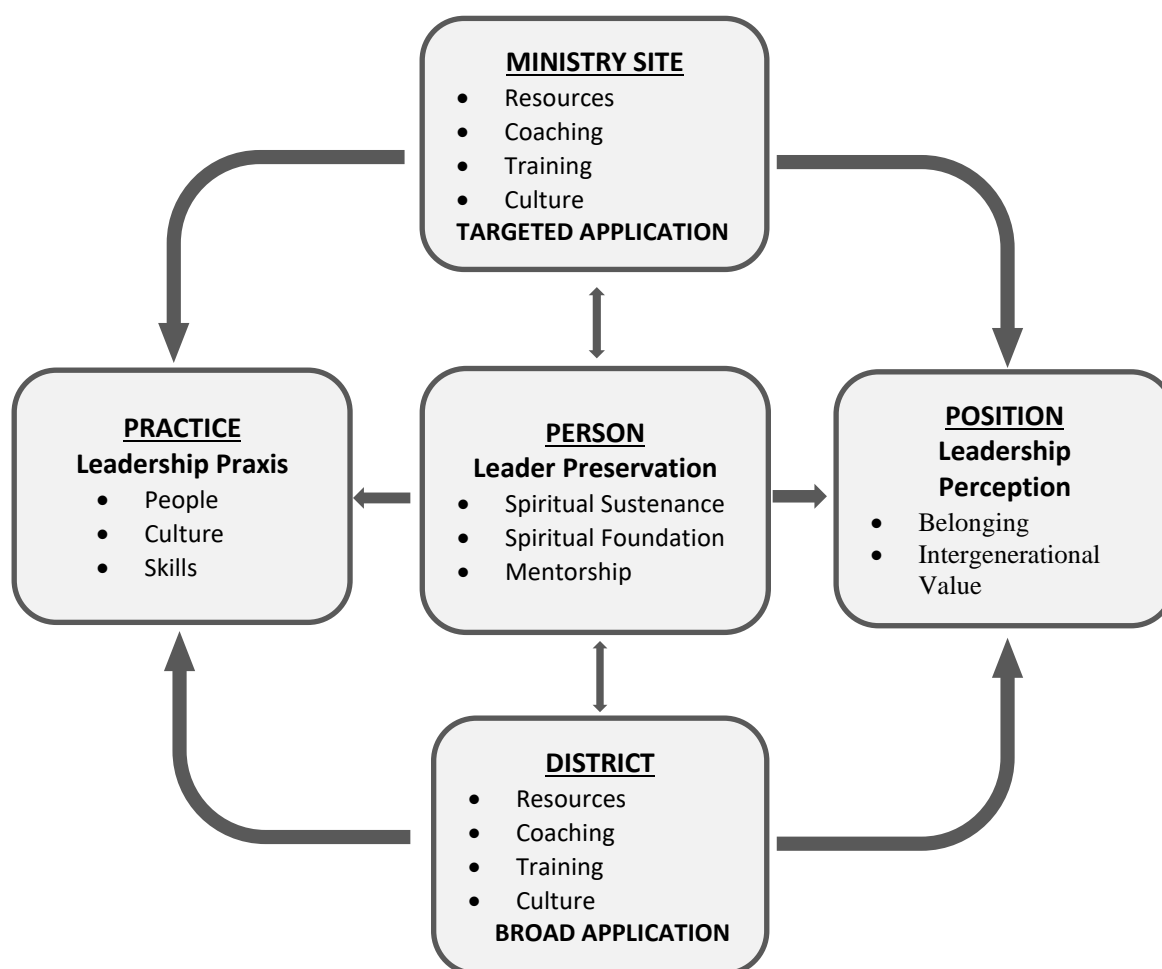 MINISTRY SITE
• Resources
• Coaching
• Training
• Culture
TARGETED APPLICATION
PRACTICE
Leadership Praxis
• People
• Culture
• Skills
PERSON
Leader Preservation
• Spiritual Sustenance
• Spiritual Foundation
• Mentorship
POSITION
Leadership
Perception
• Belonging
• Intergenerational
Value
DISTRICT
• Resources
• Coaching
• Training
• Culture
BROAD APPLICATION